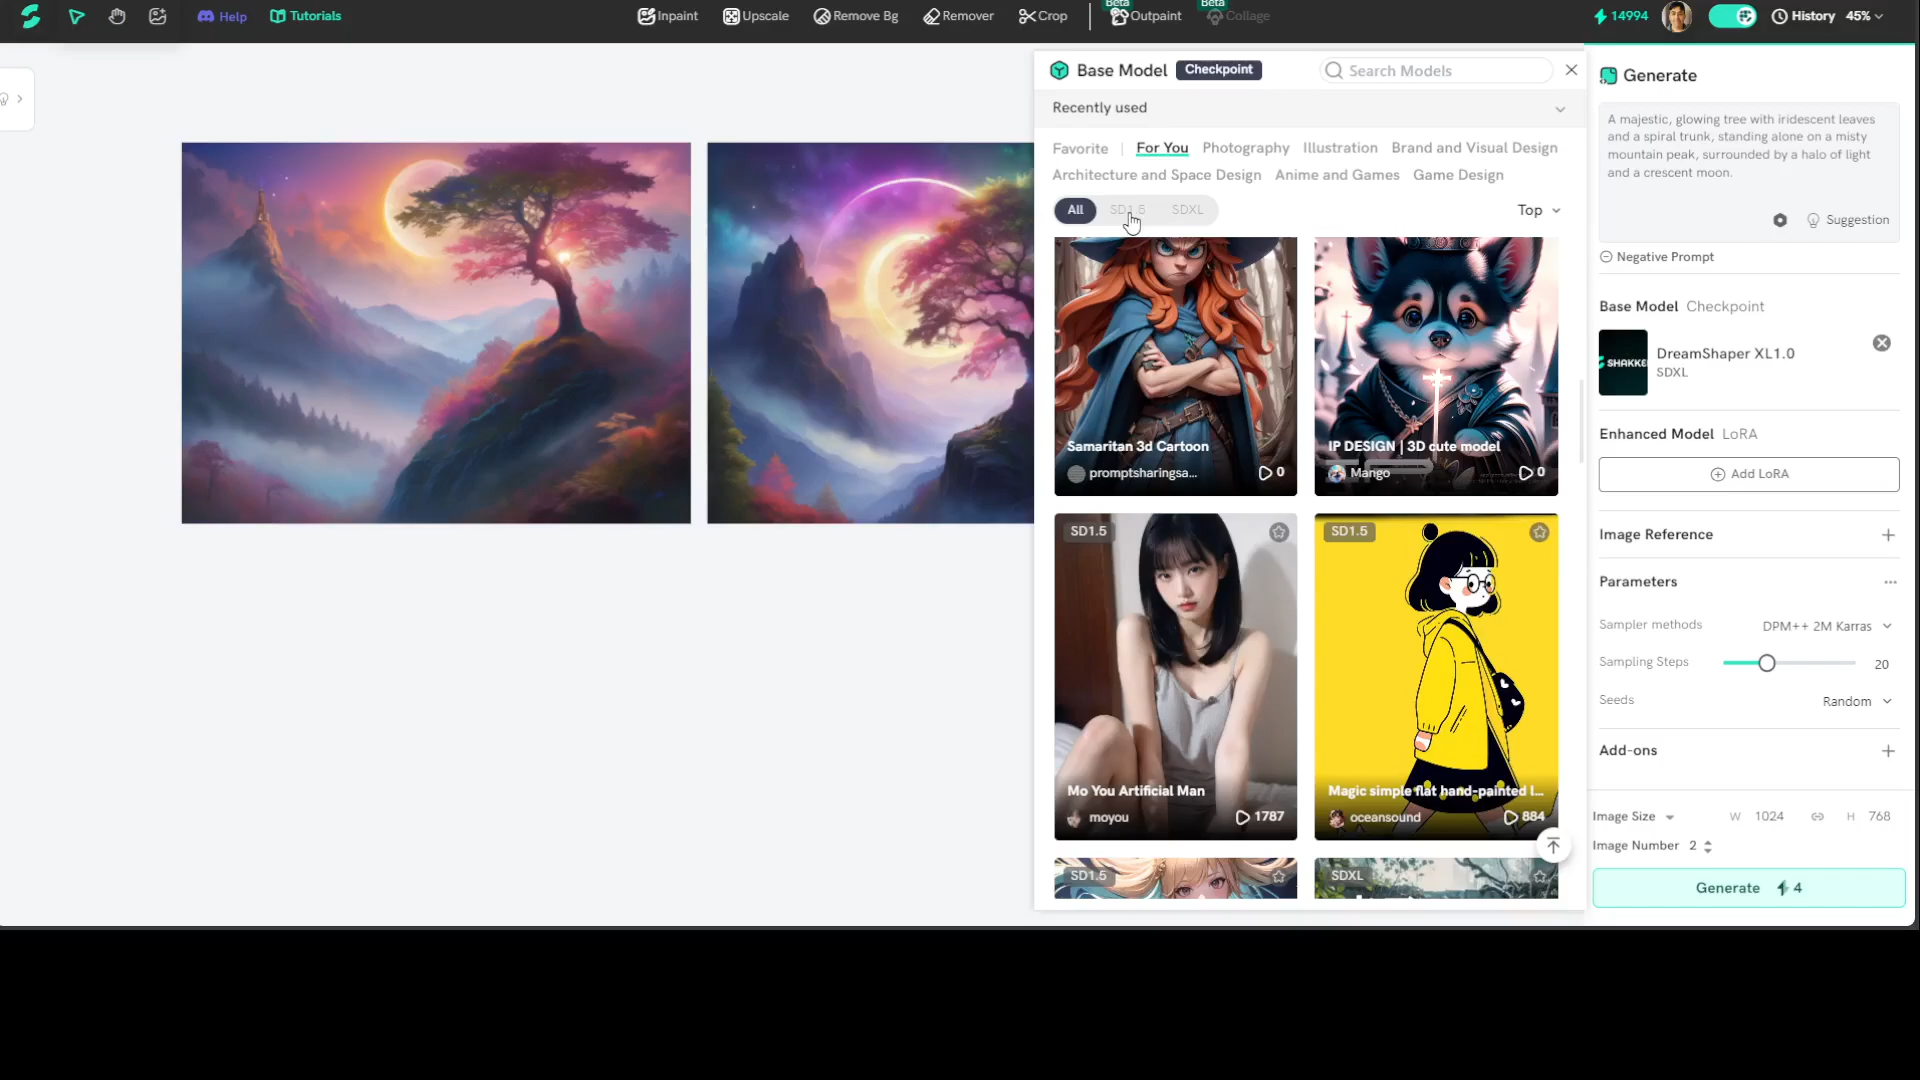 Help
Tutorials
Inpaint
Upscale
Remove Bg
Remover
Crop
Beta
Outpaint
Beta
Collage
14994
History
45%
Base Model
Checkpoint
Search Models
Recently used
Favorite
For You
Photography
Illustration
Brand and Visual Design
Architecture and Space Design
Anime and Games
Game Design
All
SD1.5
SDXL
Top
Samaritan 3d Cartoon
promptsharingsa...
0
IP DESIGN | 3D cute model
Mango
0
SD1.5
Mo You Artificial Man
moyou
1787
SD1.5
Magic simple flat hand-painted I...
oceansound
884
SD1.5
SDXL
Generate
A majestic, glowing tree with iridescent leaves
and a spiral trunk, standing alone on a misty
mountain peak, surrounded by a halo of light
and a crescent moon.
Suggestion
Negative Prompt
Base Model Checkpoint
SHAKKE
DreamShaper XL1.0
SDXL
Enhanced Model LoRA
Add LoRA
Image Reference
Parameters
Sampler methods
DPM++ 2M Karras
Sampling Steps
20
Seeds
Random
Add-ons
Image Size
W 1024
H 768
Image Number 2
Generate 4